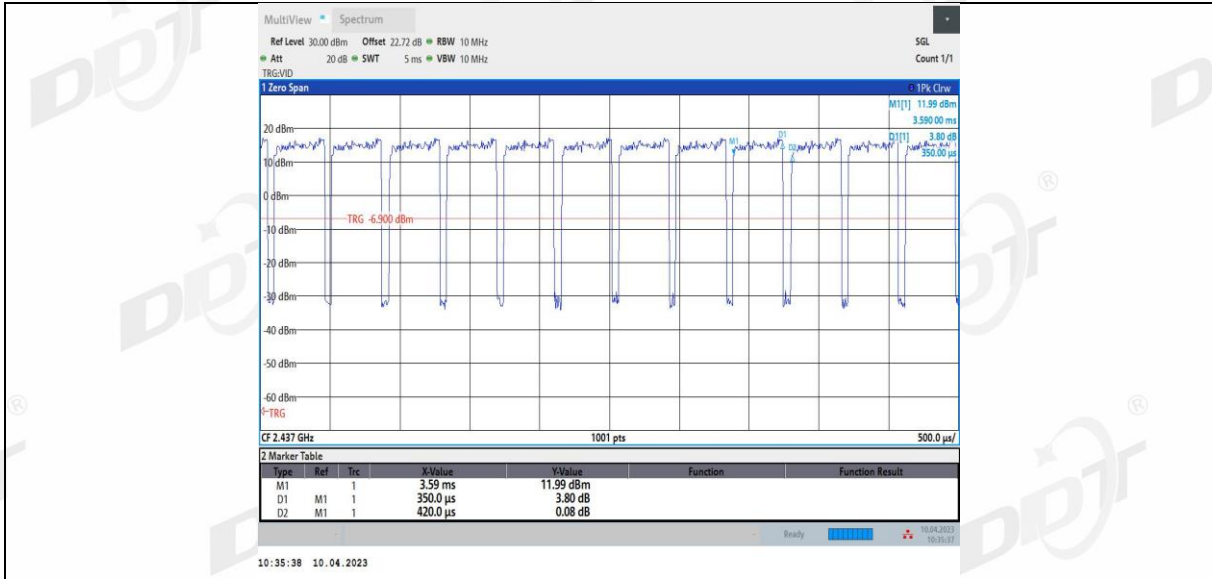 MultiView Spectrum
Ref Level 30.00 dBm Offset 22.72 dB RBW 10 MHz SGL
Att 20 dB SWT 5 ms VBW 10 MHz Count 1/1
TRG:VID
1 Zero Span 1Pk Clrw
M1[1] 11.99 dBm
3.590 00 ms
D1[1] 3.80 dB
350.00 µs
20 dBm
M1 D1 D2
10 dBm
0 dBm
TRG -6.900 dBm
-10 dBm
-20 dBm
-30 dBm
-40 dBm
-50 dBm
-60 dBm
TRG
CF 2.437 GHz 1001 pts 500.0 µs/
2 Marker Table
Type Ref Trc X-Value Y-Value Function Function Result
M1 1 3.59 ms 11.99 dBm
D1 M1 1 350.0 µs 3.80 dB
D2 M1 1 420.0 µs 0.08 dB
Ready 10.04.2023
10:35:37
10:35:38 10.04.2023
DDT
®